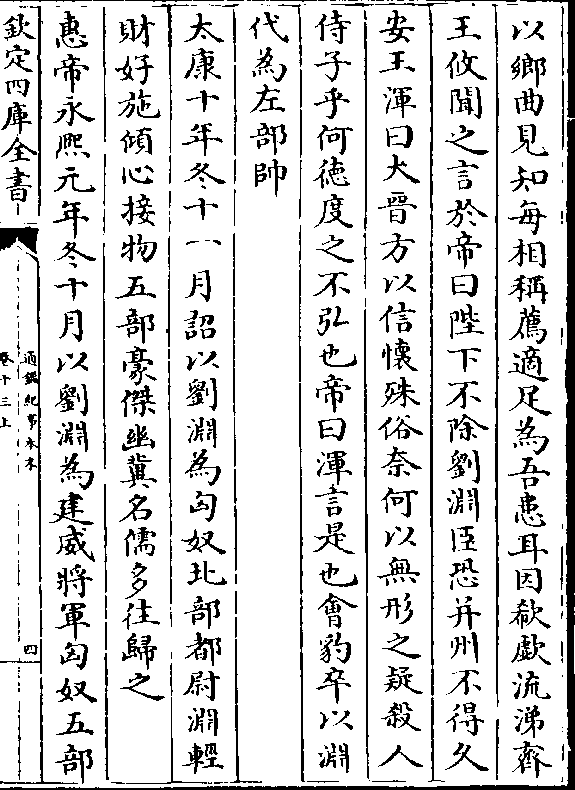 以鄉曲見知每相稱薦適足為吾患耳因歔欷流涕齊
王攸聞之言於帝曰陛下不除劉淵臣恐并州不得久
安王渾曰大晉方以信懷殊俗奈何以無形之疑殺人
侍子乎何徳度之不弘也帝曰渾言是也會豹卒以淵
代為左部帥
太康十年冬十一月詔以劉淵為匈奴北部都尉淵輕
財好施傾心接物五部豪傑幽冀名儒多往歸之
惠帝永熙元年冬十月以劉淵為建威將軍匈奴五部
欽定四庫全書
通鑑紀事本末
卷十三上
四